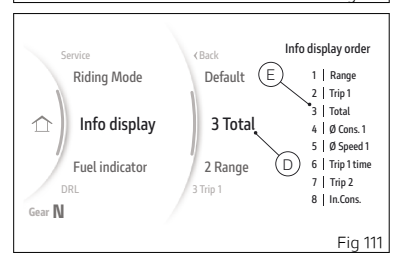 Service
Riding Mode
Info display
Fuel indicator
DRL
Gear N
‹Back
Default
3 Total
2 Range
3 Trip 1
E
D
Info display order
1 | Range
2 | Trip 1
3 | Total
4 | Ø Cons. 1
5 | Ø Speed 1
6 | Trip 1 time
7 | Trip 2
8 | In.Cons.
Fig 111